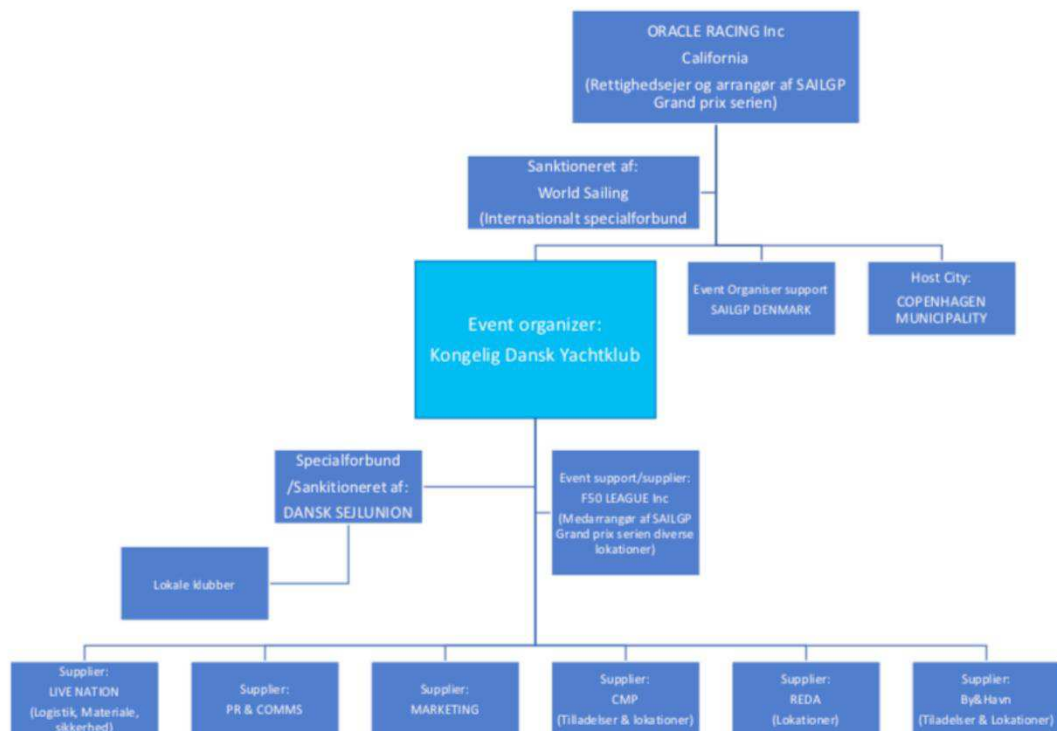 ORACLE RACING Inc
California
(Rettighedsejer og arrangør af SAILGP
Grand prix serien)
Sanktioneret af:
World Sailing
(Internationalt specialforbund
Event organizer:
Kongelig Dansk Yachtklub
Event Organiser support
SAILGP DENMARK
Host City:
COPENHAGEN
MUNICIPALITY
Specialforbund
/Sankitioneret af:
DANSK SEJLUNION
Event support/supplier:
F50 LEAGUE Inc
(Medarrangør af SAILGP
Grand prix serien diverse
lokationer)
Lokale klubber
Supplier:
LIVE NATION
(Logistik, Materiale,
sikkerhed)
Supplier:
PR & COMMS
Supplier:
MARKETING
Supplier:
CMP
(Tilladelser & lokationer)
Supplier:
REDA
(Lokationer)
Supplier:
By&Havn
(Tiladelser & Lokationer)